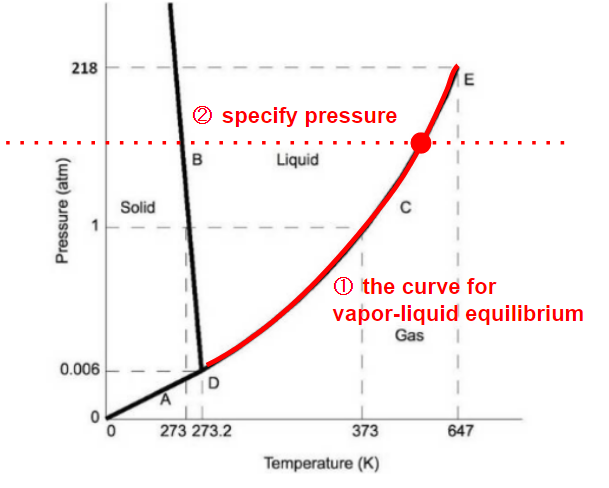 218
E
② specify pressure
B
Liquid
Pressure (atm)
Solid
C
1
① the curve for
vapor-liquid equilibrium
Gas
0.006
D
A
0
0
273
273.2
373
647
Temperature (K)